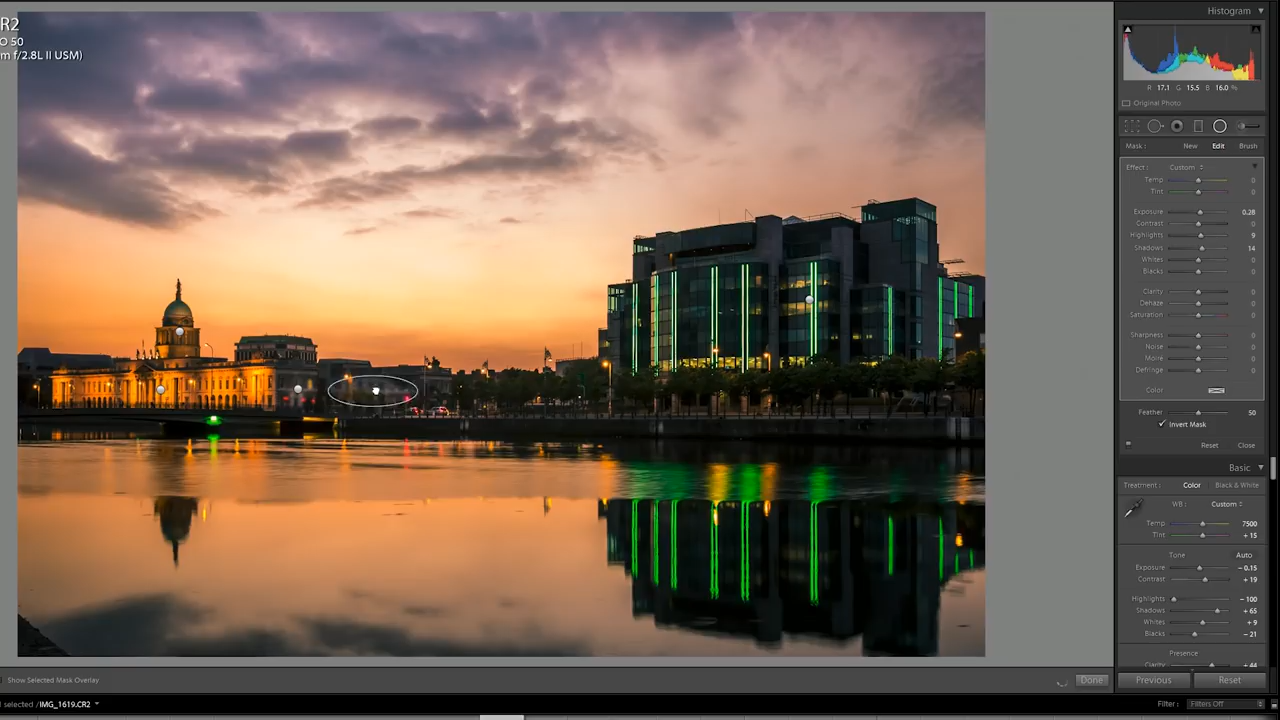 R2
O 50
m f/2.8L II USM)
Histogram
R 17.1 G 15.5 B 16.0 %
Original Photo
Mask : New Edit Brush
Effect : Custom
Temp 0
Tint 0
Exposure 0.28
Contrast 0
Highlights 9
Shadows 14
Whites 0
Blacks 0
Clarity 0
Dehaze 0
Saturation 0
Sharpness 0
Noise 0
Moiré 0
Defringe 0
Color
Feather 50
Invert Mask
Reset Close
Basic
Treatment : Color Black & White
WB : Custom
Temp 7500
Tint + 15
Tone Auto
Exposure – 0.15
Contrast + 19
Highlights – 100
Shadows + 65
Whites + 9
Blacks – 21
Presence
Clarity + 44
Show Selected Mask Overlay
Done
Previous Reset
selected /IMG_1619.CR2
Filter : Filters Off